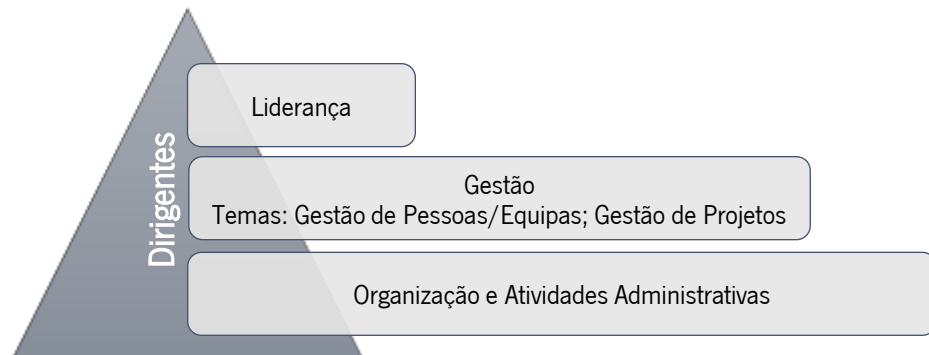 Dirigentes
Liderança
Gestão
Temas: Gestão de Pessoas/Equipas; Gestão de Projetos
Organização e Atividades Administrativas